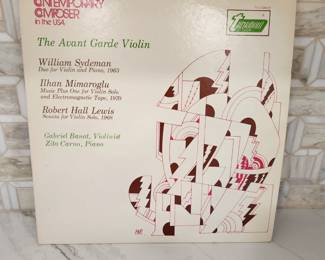 CONTEMPORARY
COMPOSER
in the USA
TURNABOUT
The Avant Garde Violin
William Sydeman
Duo for Violin and Piano, 1963
Ilhan Mimaroglu
Music Plus One for Violin Solo
and Electromagnetic Tape, 1970
Robert Hall Lewis
Sonata for Violin Solo, 1968
Gabriel Banat, Violinist
Zita Carno, Piano